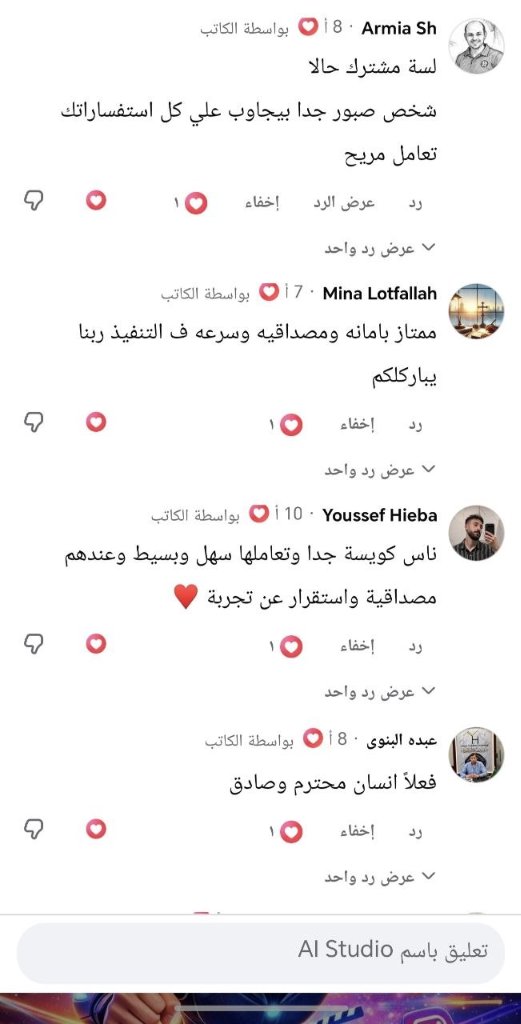 Armia Sh · 8 أ بواسطة الكاتب
لسة مشترك حالا
شخص صبور جدا بيجاوب علي كل استفساراتك
تعامل مريح
رد عرض الرد إخفاء ١
عرض رد واحد
Mina Lotfallah · 7 أ بواسطة الكاتب
ممتاز بامانه ومصداقيه وسرعه ف التنفيذ ربنا
يباركلكم
رد إخفاء ١
عرض رد واحد
Youssef Hieba · 10 أ بواسطة الكاتب
ناس كويسة جدا وتعاملها سهل وبسيط وعندهم
مصداقية واستقرار عن تجربة ♥️
رد إخفاء ١
عرض رد واحد
عبده البنوى · 8 أ بواسطة الكاتب
فعلاً انسان محترم وصادق
رد إخفاء ١
عرض رد واحد
تعليق باسم AI Studio